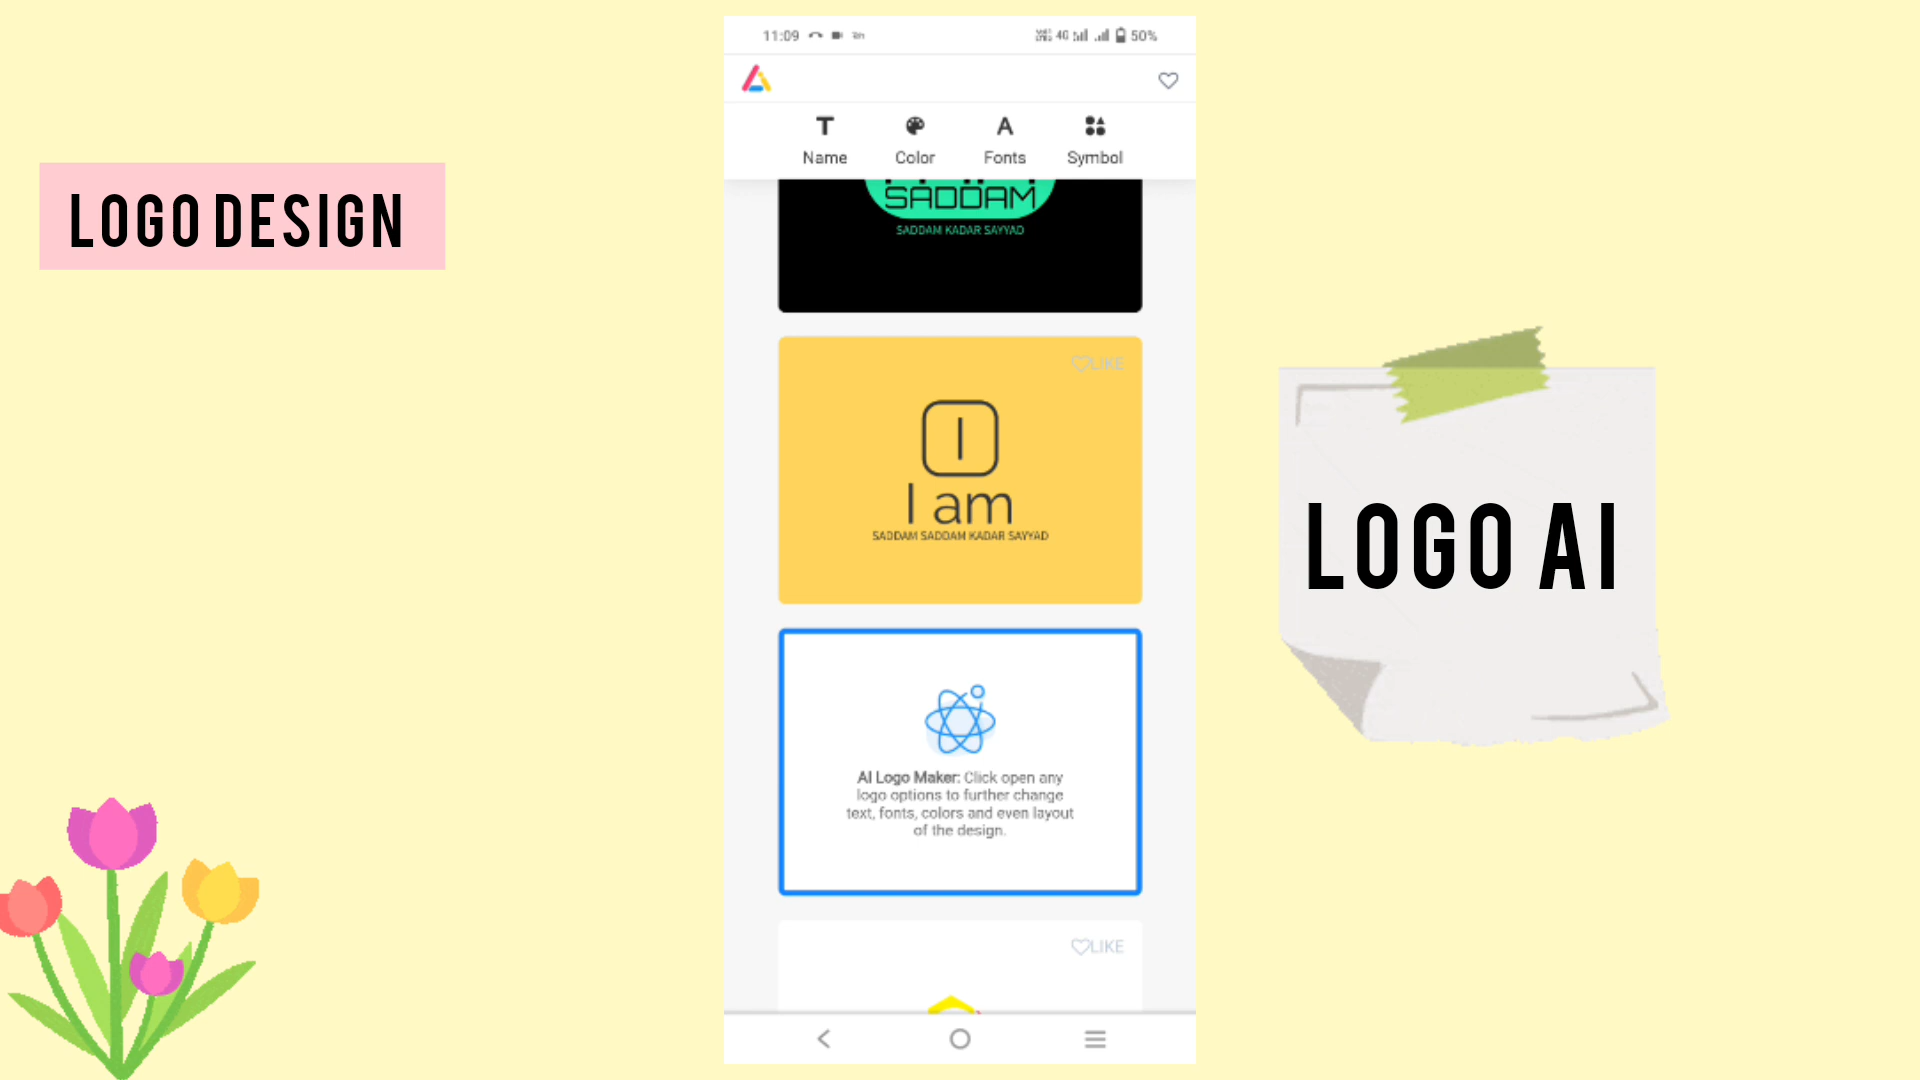 LOGO DESIGN
11:09
4G
50%
Name Color Fonts Symbol
SADDAM
SADDAM KADAR SAYYAD
LIKE
I
I am
SADDAM SADDAM KADAR SAYYAD
AI Logo Maker: Click open any
logo options to further change
text, fonts, colors and even layout
of the design.
LIKE
LOGO AI